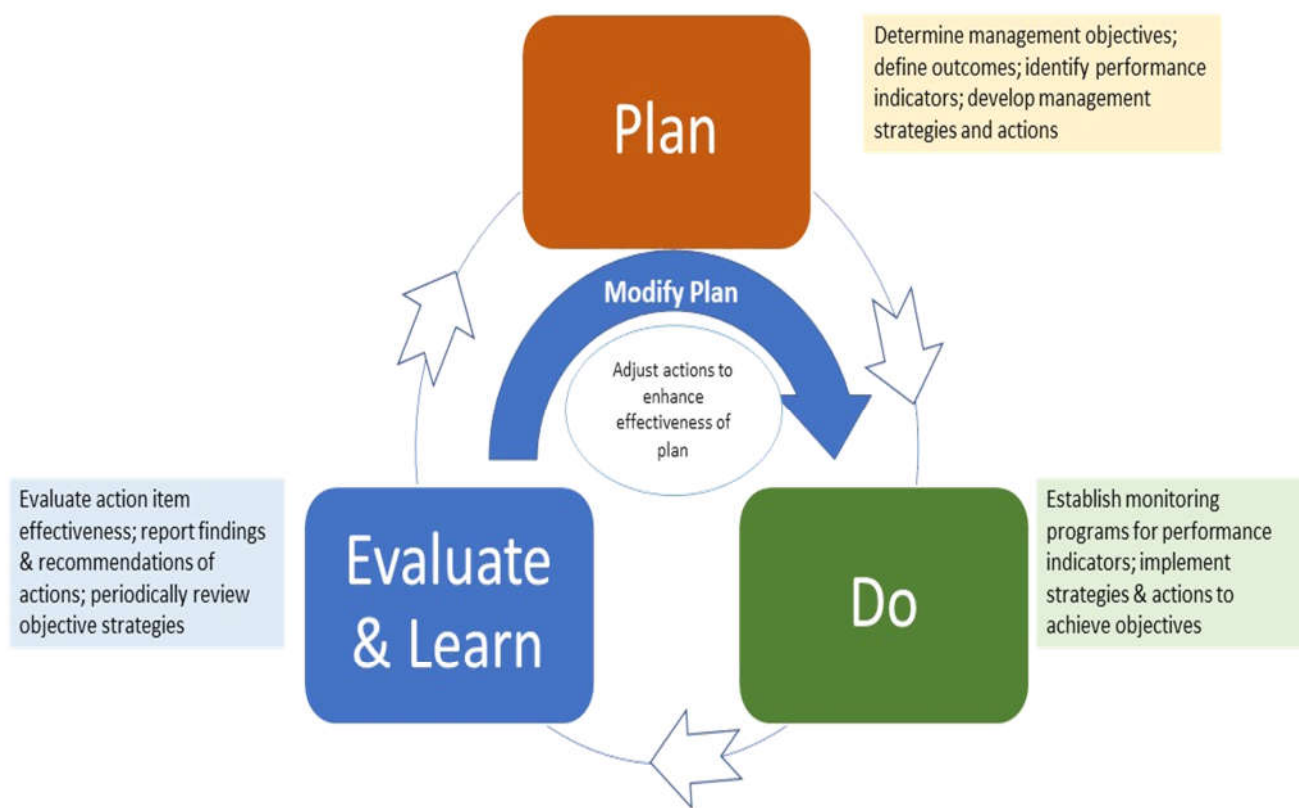 Plan
Determine management objectives;
define outcomes; identify performance
indicators; develop management
strategies and actions
Modify Plan
Adjust actions to
enhance
effectiveness of
plan
Evaluate
& Learn
Evaluate action item
effectiveness; report findings
& recommendations of
actions; periodically review
objective strategies
Do
Establish monitoring
programs for performance
indicators; implement
strategies & actions to
achieve objectives